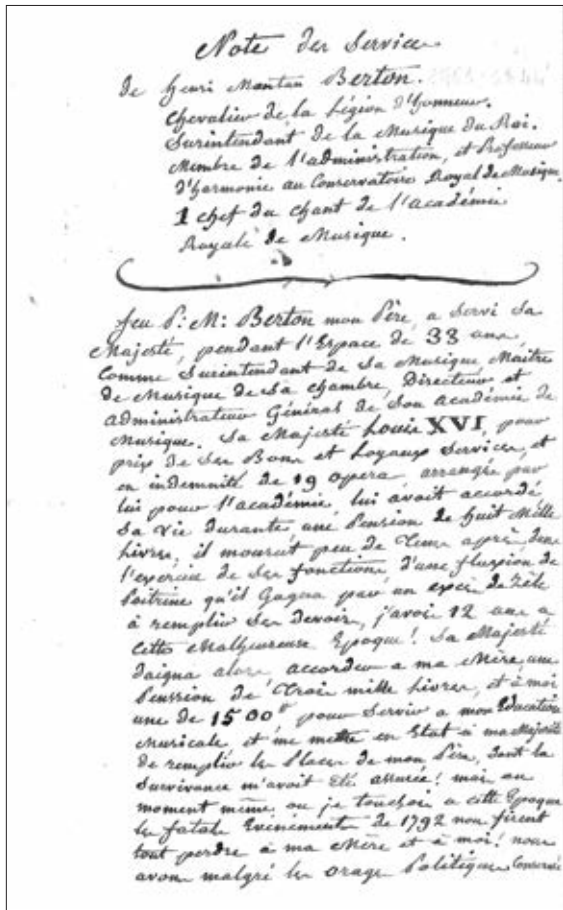 Note des Services
de henri Montan Berton.
Chevalier de la Légion d'honneur.
Surintendant de la Musique du Roi.
Membre de l'administration, et Professeur
d'harmonie au Conservatoire Royal de Musique.
1 chef du chant de l'académie
Royale de Musique.
feu P: M: Berton mon Père, a servi Sa
Majesté, pendant l'Espace de 33 ans,
Comme Surintendant de Sa Musique Maitre
de Musique de Sa chambre, Directeur et
administrateur Général de Son académie de
Musique. Sa Majesté Louis XVI, pour
prix de Ses Bons et Loyaux Services, et
en indemnité de 19 opera arrangés par
lui pour l'académie lui avoit accordé
Sa vie durante, une Pension de huit Mille
Livres, il mourut peu de tems après dans
l'exercice de Ses fonctions, d'une fluxion de
Poitrine qu'il Gagna par un excès de Zèle
à remplir Ses devoirs, j'avois 12 ans a
cette Malheureuse Epoque! Sa Majesté
daigna alors accorder a ma Mère, une
Pension de Trois mille Livres, et à moi
une de 1500 pour Servir a mon Education
Musicale, et me mettre en Etat à ma Majorité
de remplir les Places de mon Père, dont la
Survivance m'avoit été assurée! mais au
moment même ou je touchois a cette Epoque
les fatals Evénements de 1792 nous firent
tout perdre à ma Mère et à moi! nous
avons malgré les orages Politiques Conservés